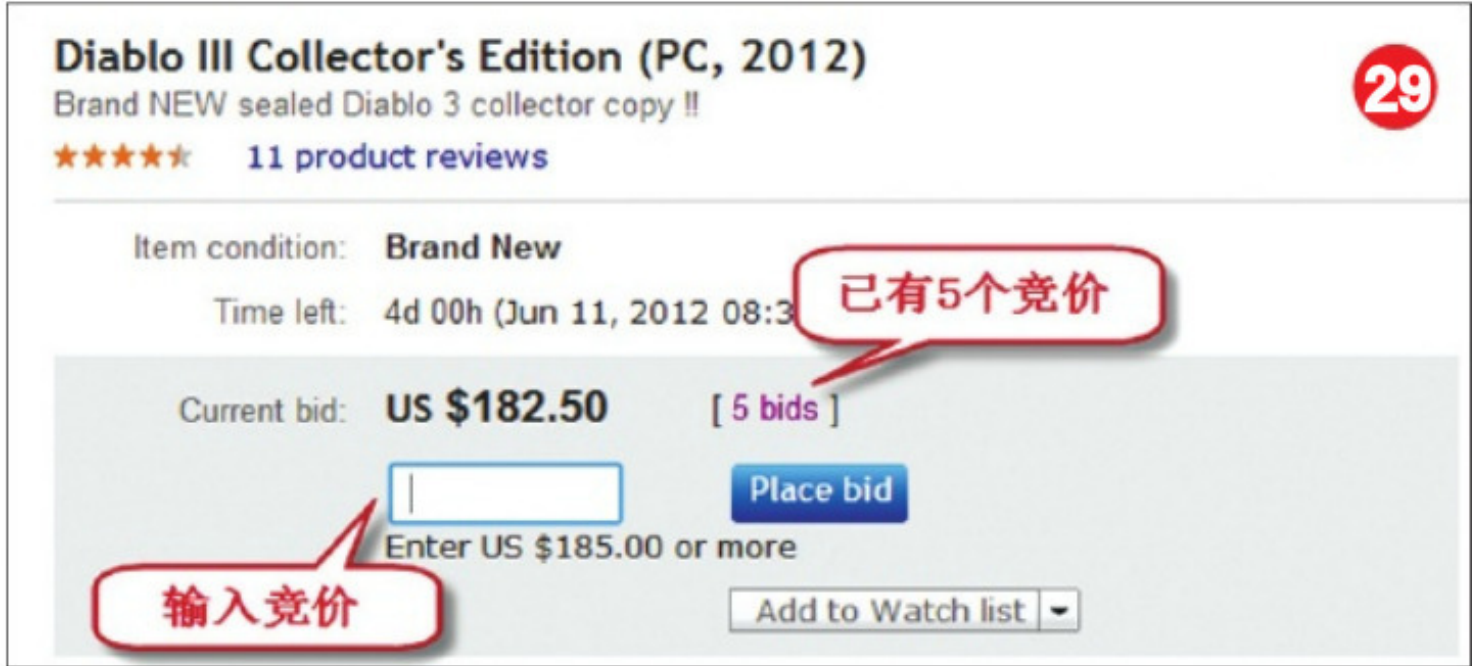 Diablo III Collector's Edition (PC, 2012)
29
Brand NEW sealed Diablo 3 collector copy !!
11 product reviews
Item condition: Brand New
已有5个竞价
Time left: 4d 00h (Jun 11, 2012 08:3
Current bid: US $182.50 [ 5 bids ]
Place bid
Enter US $185.00 or more
输入竞价
Add to Watch list